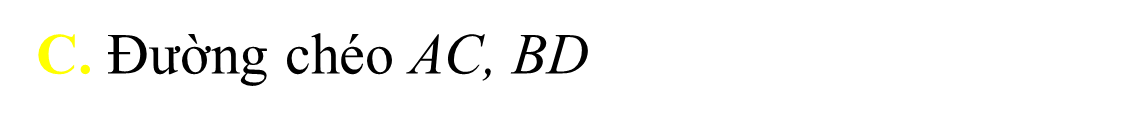 C. Đường chéo AC, BD